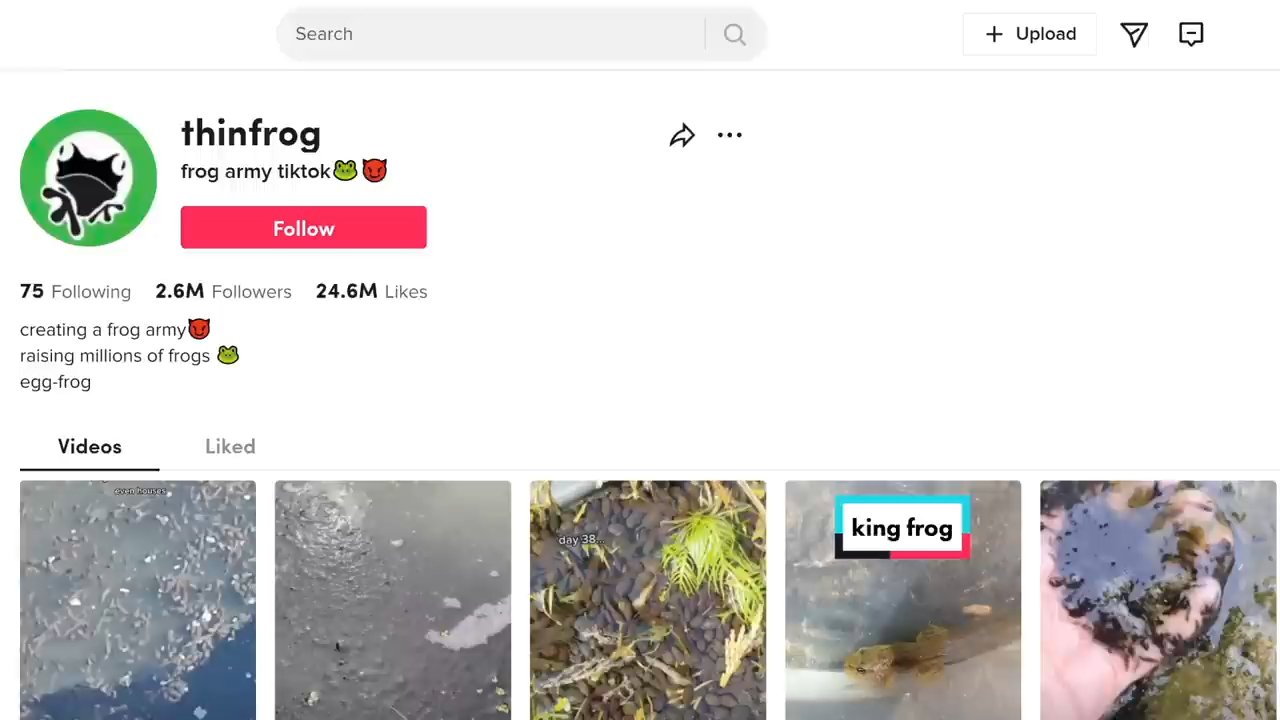 Search
Upload
thinfrog
frog army tiktok🐸😈
Follow
75 Following 2.6M Followers 24.6M Likes
creating a frog army😈
raising millions of frogs 🐸
egg-frog
Videos Liked
even houses
day 38...
king frog